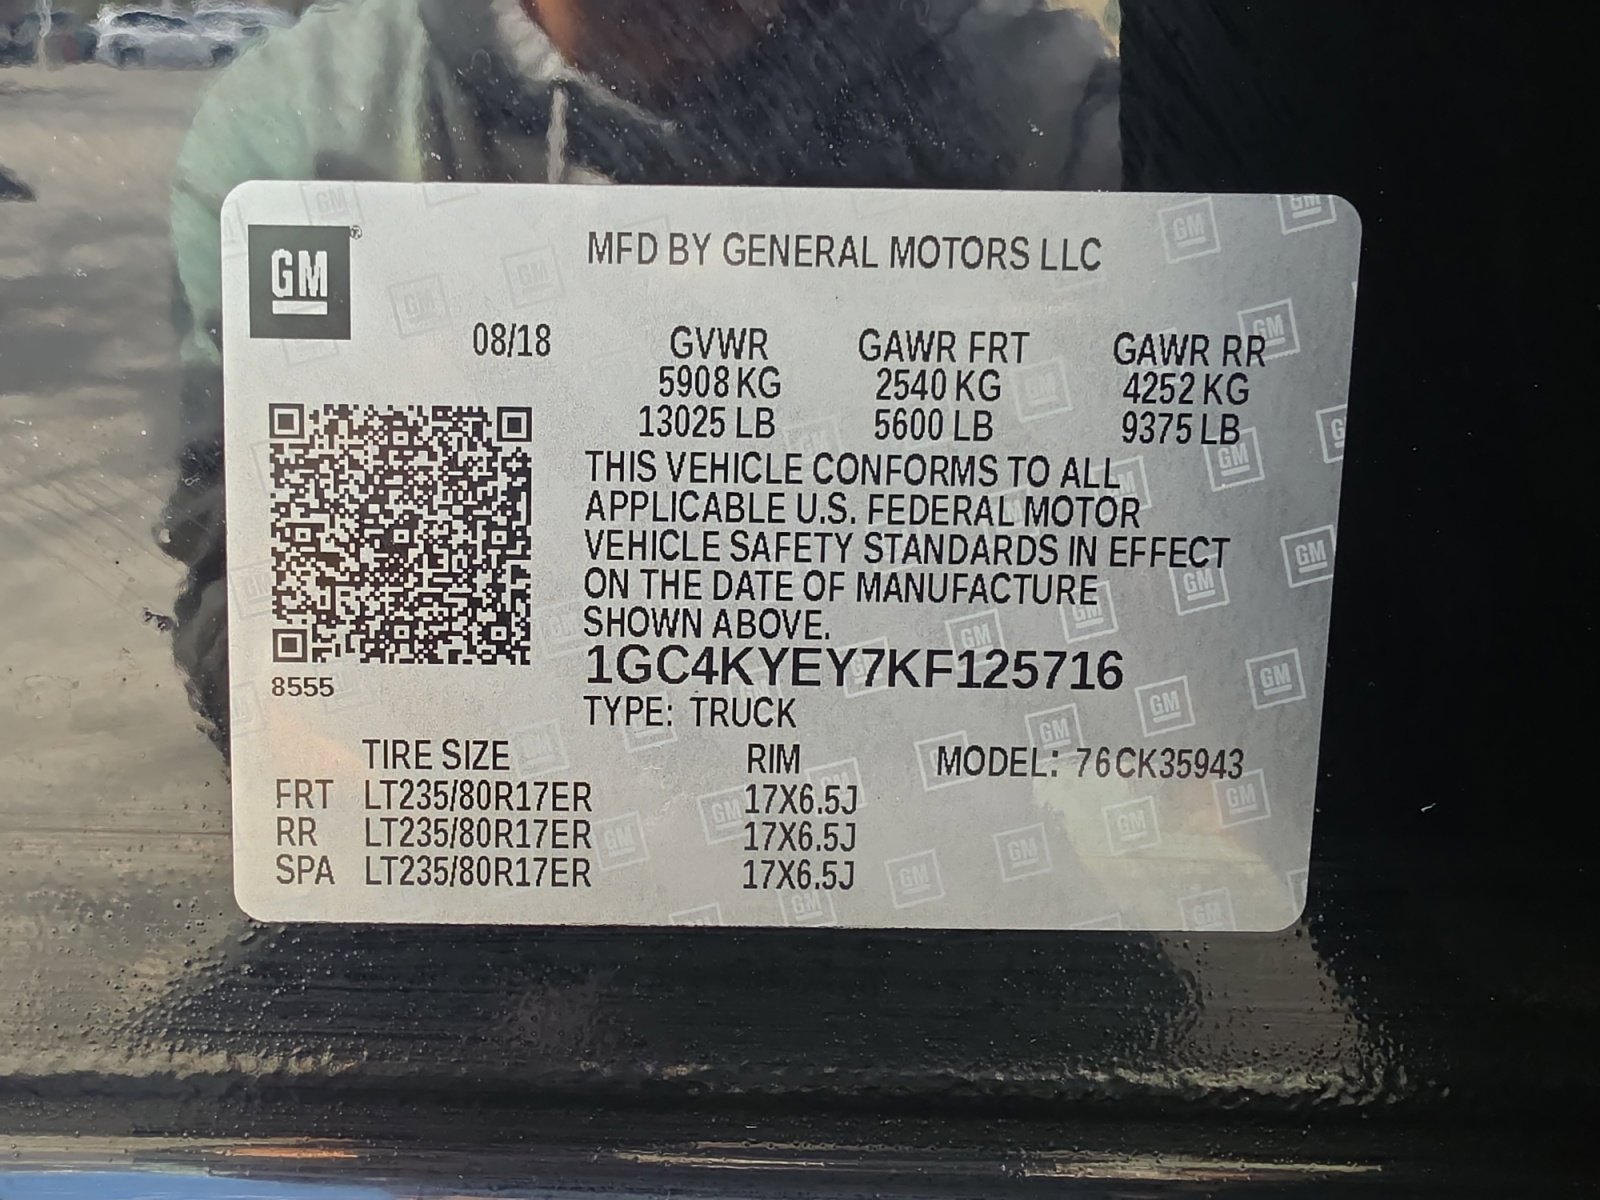 GM®
MFD BY GENERAL MOTORS LLC
08/18 GVWR GAWR FRT GAWR RR
5908 KG 2540 KG 4252 KG
13025 LB 5600 LB 9375 LB
THIS VEHICLE CONFORMS TO ALL
APPLICABLE U.S. FEDERAL MOTOR
VEHICLE SAFETY STANDARDS IN EFFECT
ON THE DATE OF MANUFACTURE
SHOWN ABOVE.
1GC4KYEY7KF125716
8555
TYPE: TRUCK
TIRE SIZE RIM MODEL: 76CK35943
FRT LT235/80R17ER 17X6.5J
RR LT235/80R17ER 17X6.5J
SPA LT235/80R17ER 17X6.5J